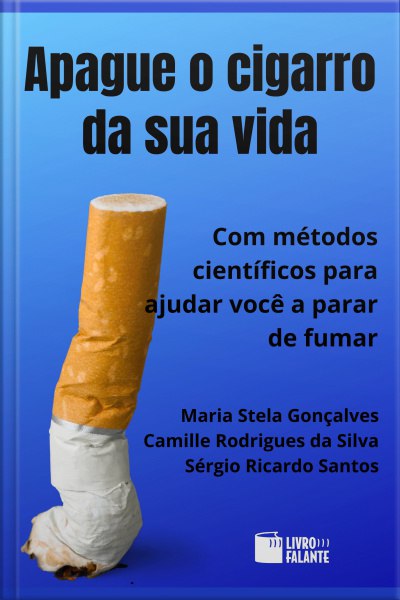 Apague o cigarro
da sua vida
Com métodos
científicos para
ajudar você a parar
de fumar
Maria Stela Gonçalves
Camille Rodrigues da Silva
Sérgio Ricardo Santos
LIVRO
FALANTE